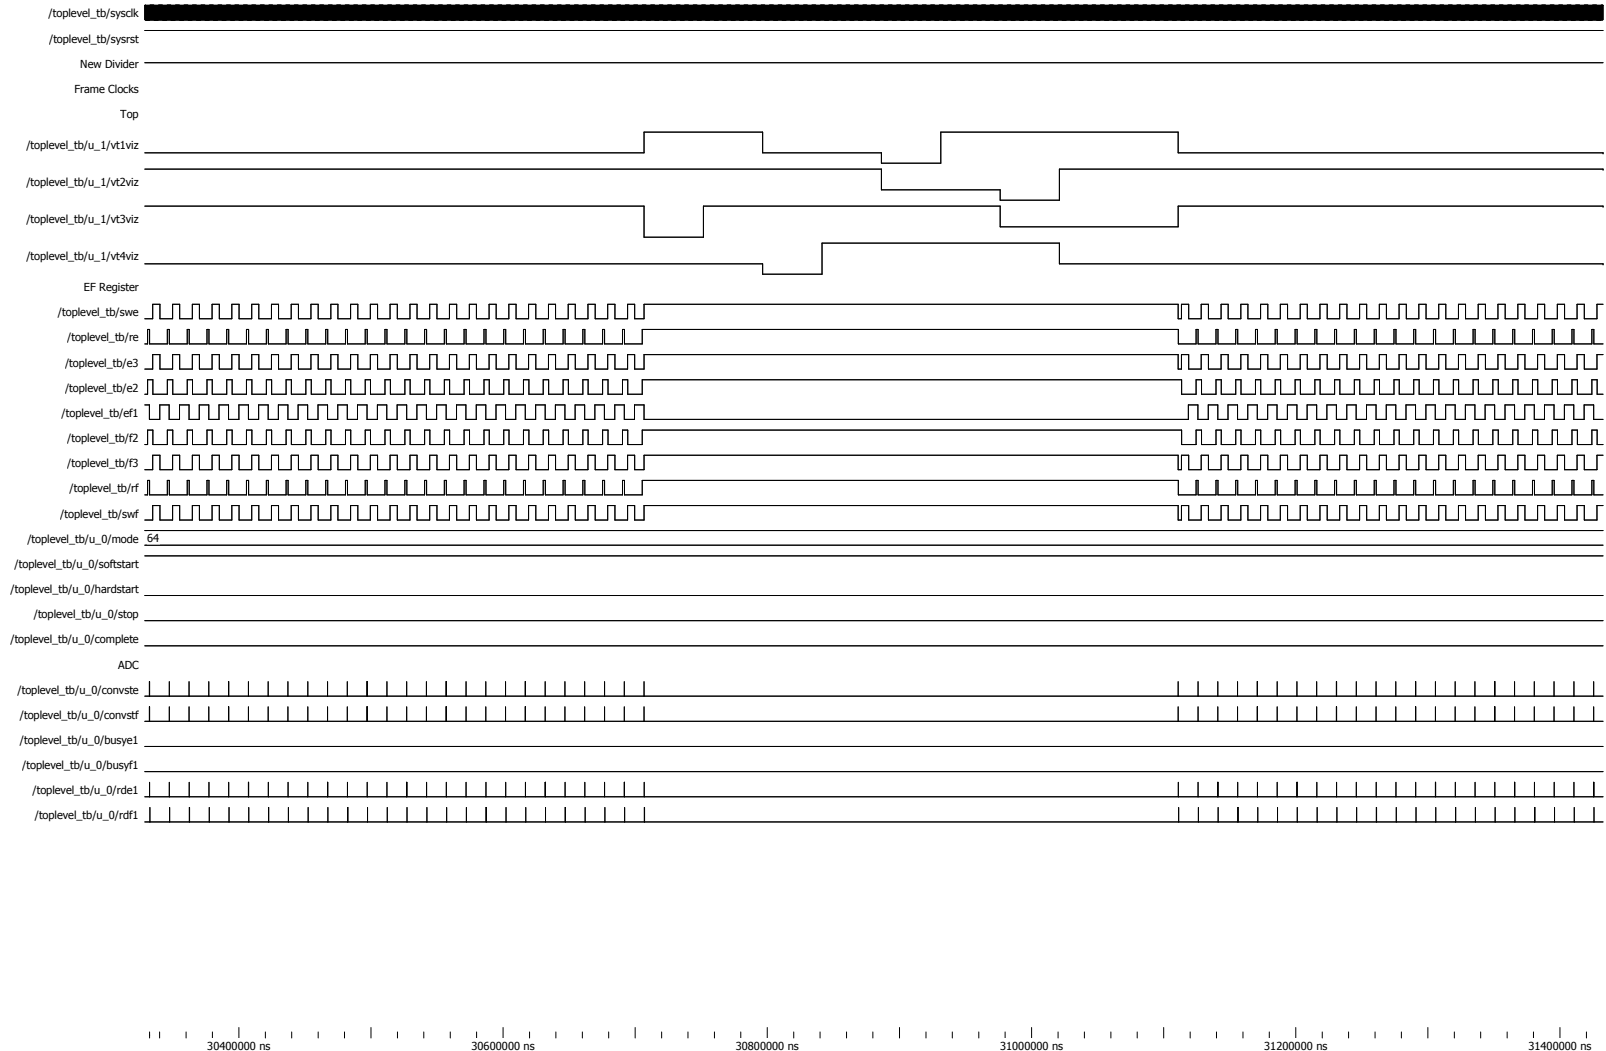 /toplevel_tb/sysclk
/toplevel_tb/sysrst
New Divider
Frame Clocks
Top
/toplevel_tb/u_1/vt1viz
/toplevel_tb/u_1/vt2viz
/toplevel_tb/u_1/vt3viz
/toplevel_tb/u_1/vt4viz
EF Register
/toplevel_tb/swe
/toplevel_tb/re
/toplevel_tb/e3
/toplevel_tb/e2
/toplevel_tb/ef1
/toplevel_tb/f2
/toplevel_tb/f3
/toplevel_tb/rf
/toplevel_tb/swf
/toplevel_tb/u_0/mode 64
/toplevel_tb/u_0/softstart
/toplevel_tb/u_0/hardstart
/toplevel_tb/u_0/stop
/toplevel_tb/u_0/complete
ADC
/toplevel_tb/u_0/convste
/toplevel_tb/u_0/convstf
/toplevel_tb/u_0/busye1
/toplevel_tb/u_0/busyf1
/toplevel_tb/u_0/rde1
/toplevel_tb/u_0/rdf1
30400000 ns 30600000 ns 30800000 ns 31000000 ns 31200000 ns 31400000 ns